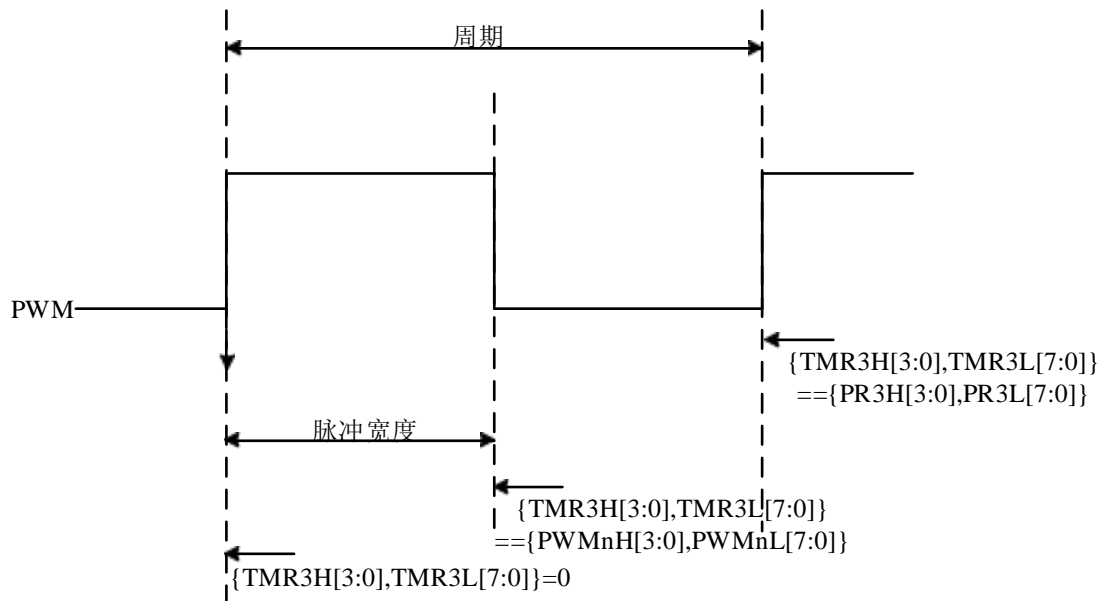 周期
PWM
{TMR3H[3:0],TMR3L[7:0]}
=={PR3H[3:0],PR3L[7:0]}
脉冲宽度
{TMR3H[3:0],TMR3L[7:0]}
=={PWMnH[3:0],PWMnL[7:0]}
{TMR3H[3:0],TMR3L[7:0]}=0